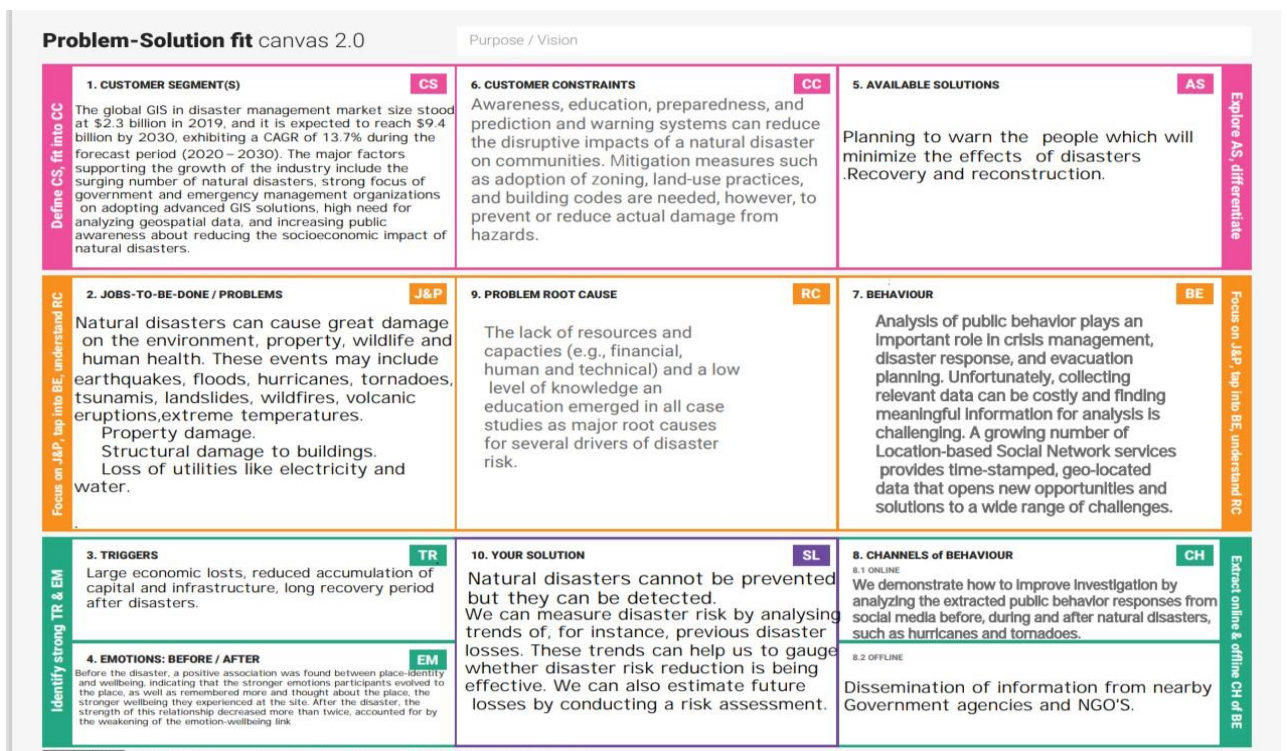 Problem-Solution fit canvas 2.0
Purpose / Vision
Define CS, fit into CC
1. CUSTOMER SEGMENT(S)
CS
The global GIS in disaster management market size stood
at $2.3 billion in 2019, and it is expected to reach $9.4
billion by 2030, exhibiting a CAGR of 13.7% during the
forecast period (2020–2030). The major factors
supporting the growth of the industry include the
surging number of natural disasters, strong focus of
government and emergency management organizations
on adopting advanced GIS solutions, high need for
analyzing geospatial data, and increasing public
awareness about reducing the socioeconomic impact of
natural disasters.
6. CUSTOMER CONSTRAINTS
CC
Awareness, education, preparedness, and
prediction and warning systems can reduce
the disruptive impacts of a natural disaster
on communities. Mitigation measures such
as adoption of zoning, land-use practices,
and building codes are needed, however, to
prevent or reduce actual damage from
hazards.
5. AVAILABLE SOLUTIONS
AS
Planning to warn the people which will
minimize the effects of disasters
.Recovery and reconstruction.
Explore AS, differentiate
Focus on J&P, tap into BE, understand RC
2. JOBS-TO-BE-DONE / PROBLEMS
J&P
Natural disasters can cause great damage
on the environment, property, wildlife and
human health. These events may include
earthquakes, floods, hurricanes, tornadoes,
tsunamis, landslides, wildfires, volcanic
eruptions,extreme temperatures.
Property damage.
Structural damage to buildings.
Loss of utilities like electricity and
water.
.
9. PROBLEM ROOT CAUSE
RC
The lack of resources and
capacties (e.g., financial,
human and technical) and a low
level of knowledge an
education emerged in all case
studies as major root causes
for several drivers of disaster
risk.
7. BEHAVIOUR
BE
Analysis of public behavior plays an
important role in crisis management,
disaster response, and evacuation
planning. Unfortunately, collecting
relevant data can be costly and finding
meaningful information for analysis is
challenging. A growing number of
Location-based Social Network services
provides time-stamped, geo-located
data that opens new opportunities and
solutions to a wide range of challenges.
Focus on J&P, tap into BE, understand RC
Identify strong TR & EM
3. TRIGGERS
TR
Large economic losts, reduced accumulation of
capital and infrastructure, long recovery period
after disasters.
4. EMOTIONS: BEFORE / AFTER
EM
Before the disaster, a positive association was found between place-identity
and wellbeing, indicating that the stronger emotions participants evolved to
the place, as well as remembered more and thought about the place, the
stronger wellbeing they experienced at the site. After the disaster, the
strength of this relationship decreased more than twice, accounted for by
the weakening of the emotion-wellbeing link
10. YOUR SOLUTION
SL
Natural disasters cannot be prevented
but they can be detected.
We can measure disaster risk by analysing
trends of, for instance, previous disaster
losses. These trends can help us to gauge
whether disaster risk reduction is being
effective. We can also estimate future
losses by conducting a risk assessment.
8. CHANNELS of BEHAVIOUR
CH
8.1 ONLINE
We demonstrate how to improve investigation by
analyzing the extracted public behavior responses from
social media before, during and after natural disasters,
such as hurricanes and tornadoes.
8.2 OFFLINE
Dissemination of information from nearby
Government agencies and NGO'S.
Extract online & offline CH of BE